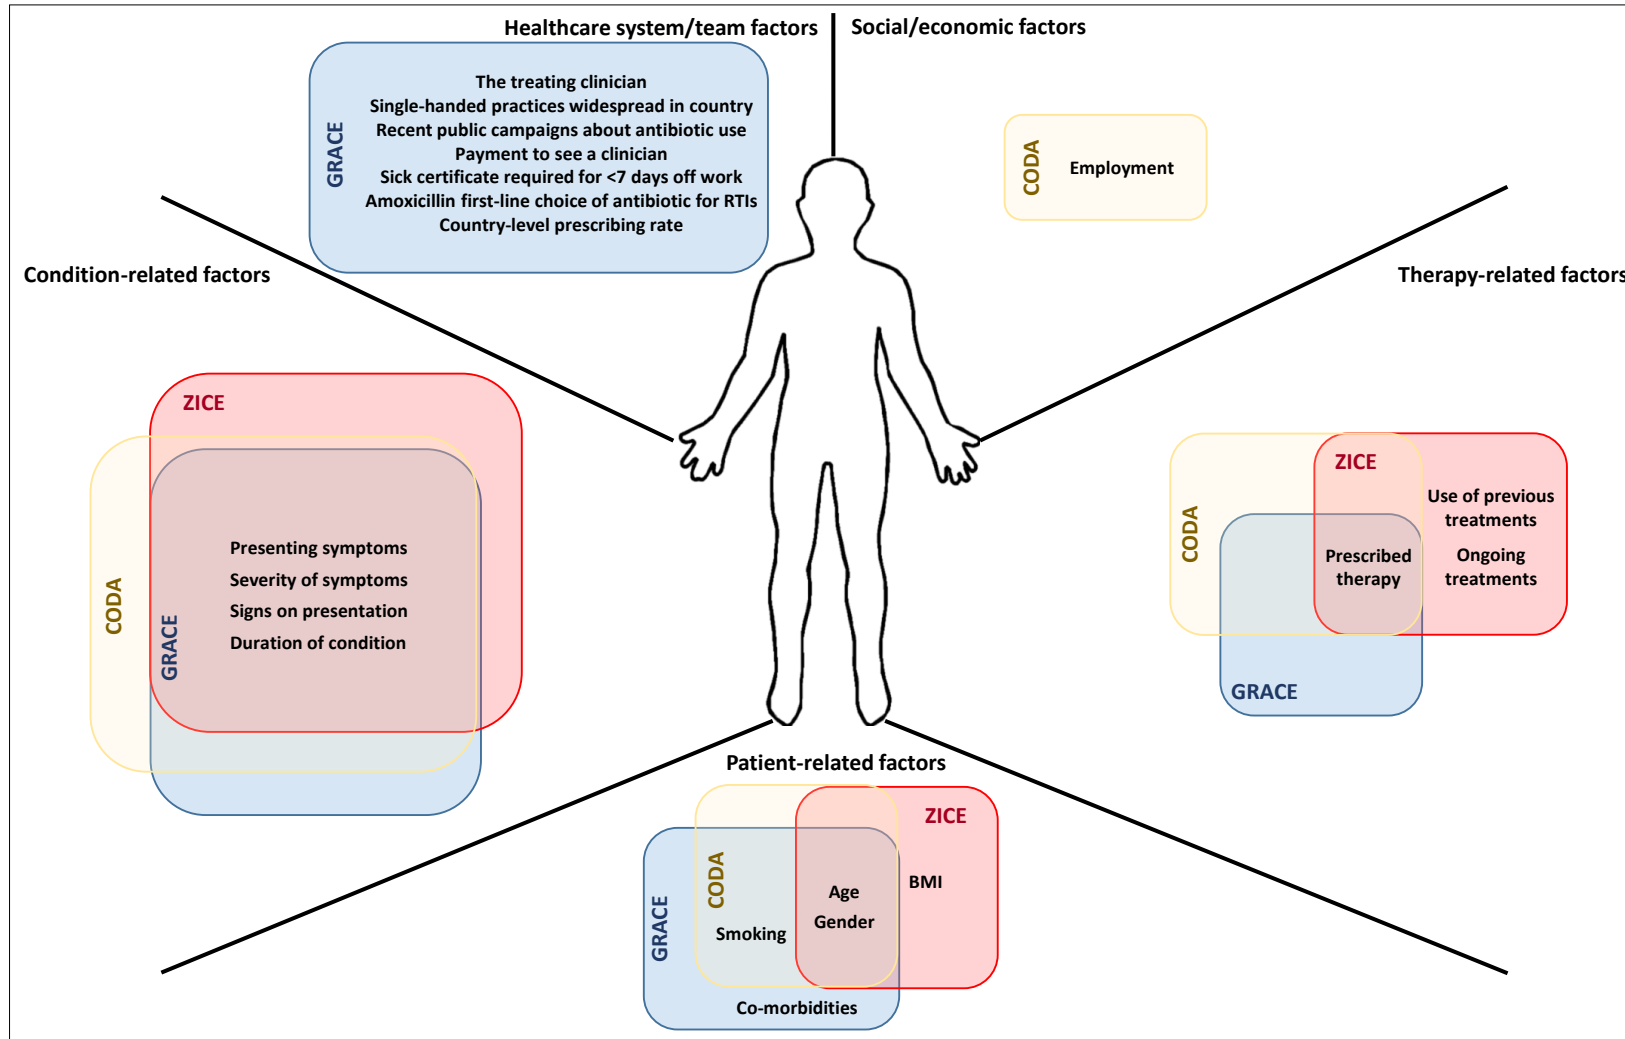 Healthcare system/team factors
Social/economic factors
GRACE
The treating clinician
Single-handed practices widespread in country
Recent public campaigns about antibiotic use
Payment to see a clinician
Sick certificate required for <7 days off work
Amoxicillin first-line choice of antibiotic for RTIs
Country-level prescribing rate
CODA
Employment
Condition-related factors
Therapy-related factors
ZICE
CODA
GRACE
Presenting symptoms
Severity of symptoms
Signs on presentation
Duration of condition
ZICE
CODA
Use of previous
treatments
Prescribed
therapy
Ongoing
treatments
GRACE
Patient-related factors
ZICE
CODA
GRACE
BMI
Age
Gender
Smoking
Co-morbidities